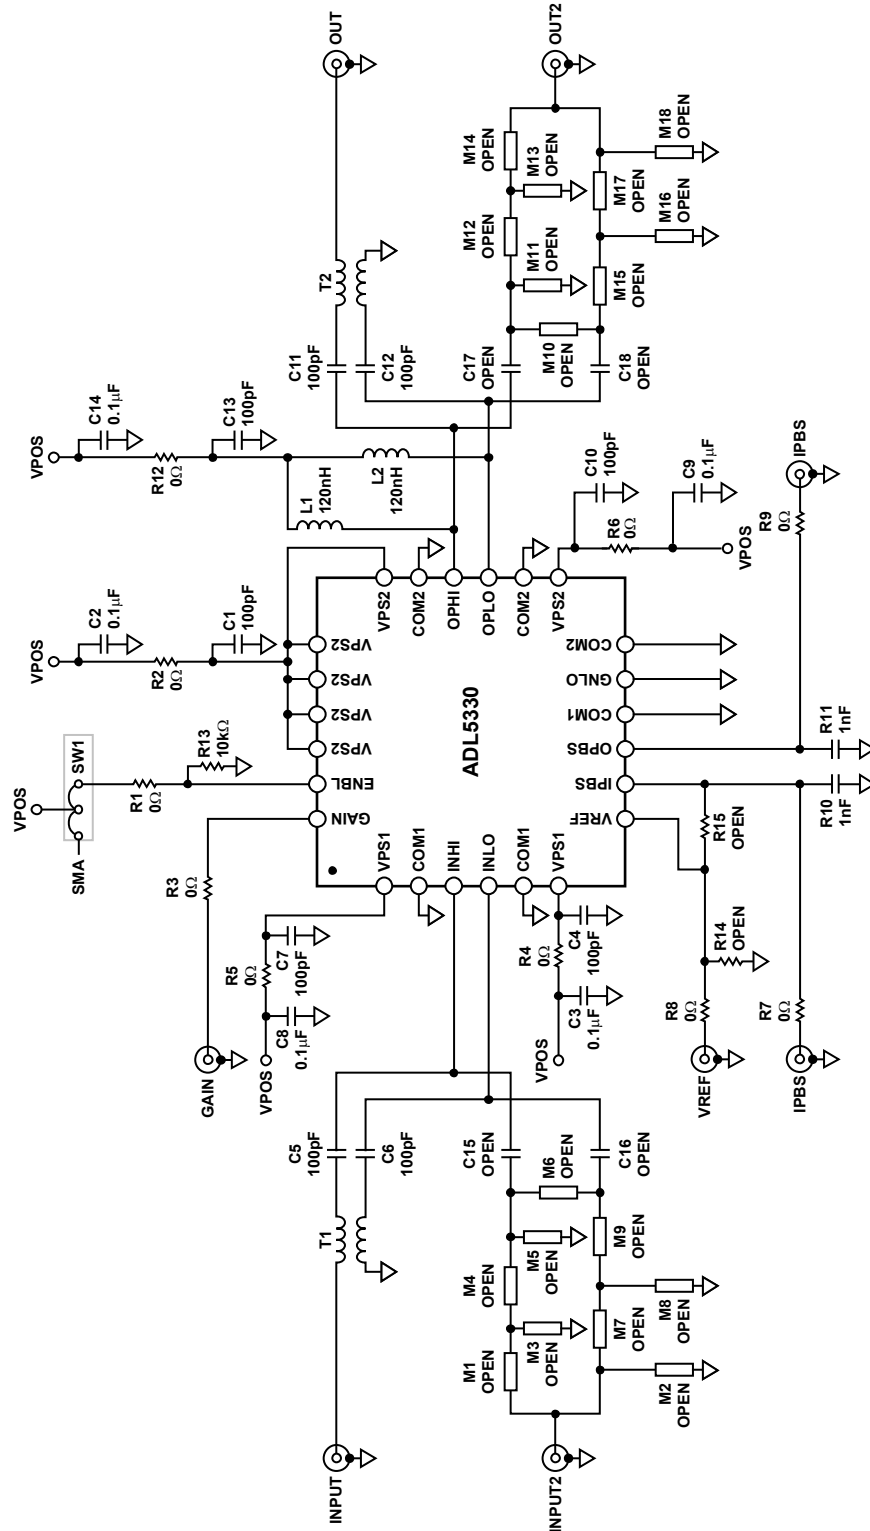 VPOS
VPOS
VPOS
SMA
SW1
C2
0.1μF
C14
0.1μF
R1
0Ω
R2
0Ω
R12
0Ω
R3
0Ω
R13
10kΩ
C1
100pF
C13
100pF
GAIN
R5
0Ω
VPOS
C8
0.1μF
C7
100pF
L1
120nH
L2
120nH
C5
100pF
C11
100pF
T1
T2
INPUT
OUT
C6
100pF
C12
100pF
GAIN
ENBL
VPS2
VPS2
VPS2
VPS2
VPS1
VPS2
COM1
COM2
INHI
OPHI
ADL5330
INLO
OPLO
COM1
COM2
VPS1
VPS2
VREF
IPBS
OPBS
COM1
GNLO
COM2
M1
OPEN
M4
OPEN
C15
OPEN
C17
OPEN
M12
OPEN
M14
OPEN
M3
OPEN
M5
OPEN
M6
OPEN
M10
OPEN
M11
OPEN
M13
OPEN
INPUT2
OUT2
VPOS
R4
0Ω
C3
0.1μF
C4
100pF
C10
100pF
R6
0Ω
C9
0.1μF
VPOS
M7
OPEN
M9
OPEN
C16
OPEN
C18
OPEN
M15
OPEN
M17
OPEN
M2
OPEN
M8
OPEN
M16
OPEN
M18
OPEN
VREF
R8
0Ω
R14
OPEN
R15
OPEN
IPBS
R7
0Ω
R10
1nF
R11
1nF
R9
0Ω
IPBS